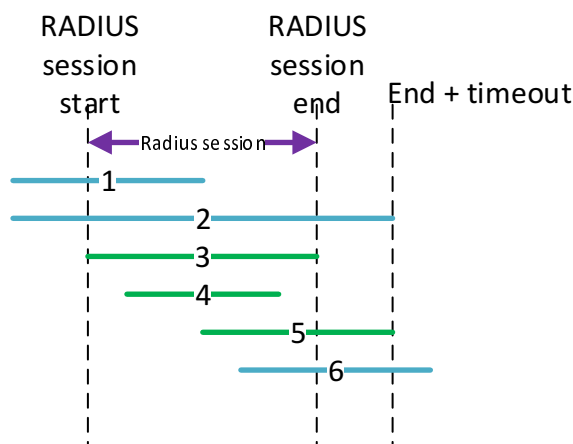 RADIUS
session
start
RADIUS
session
end
End + timeout
Radius session
1
2
3
4
5
6